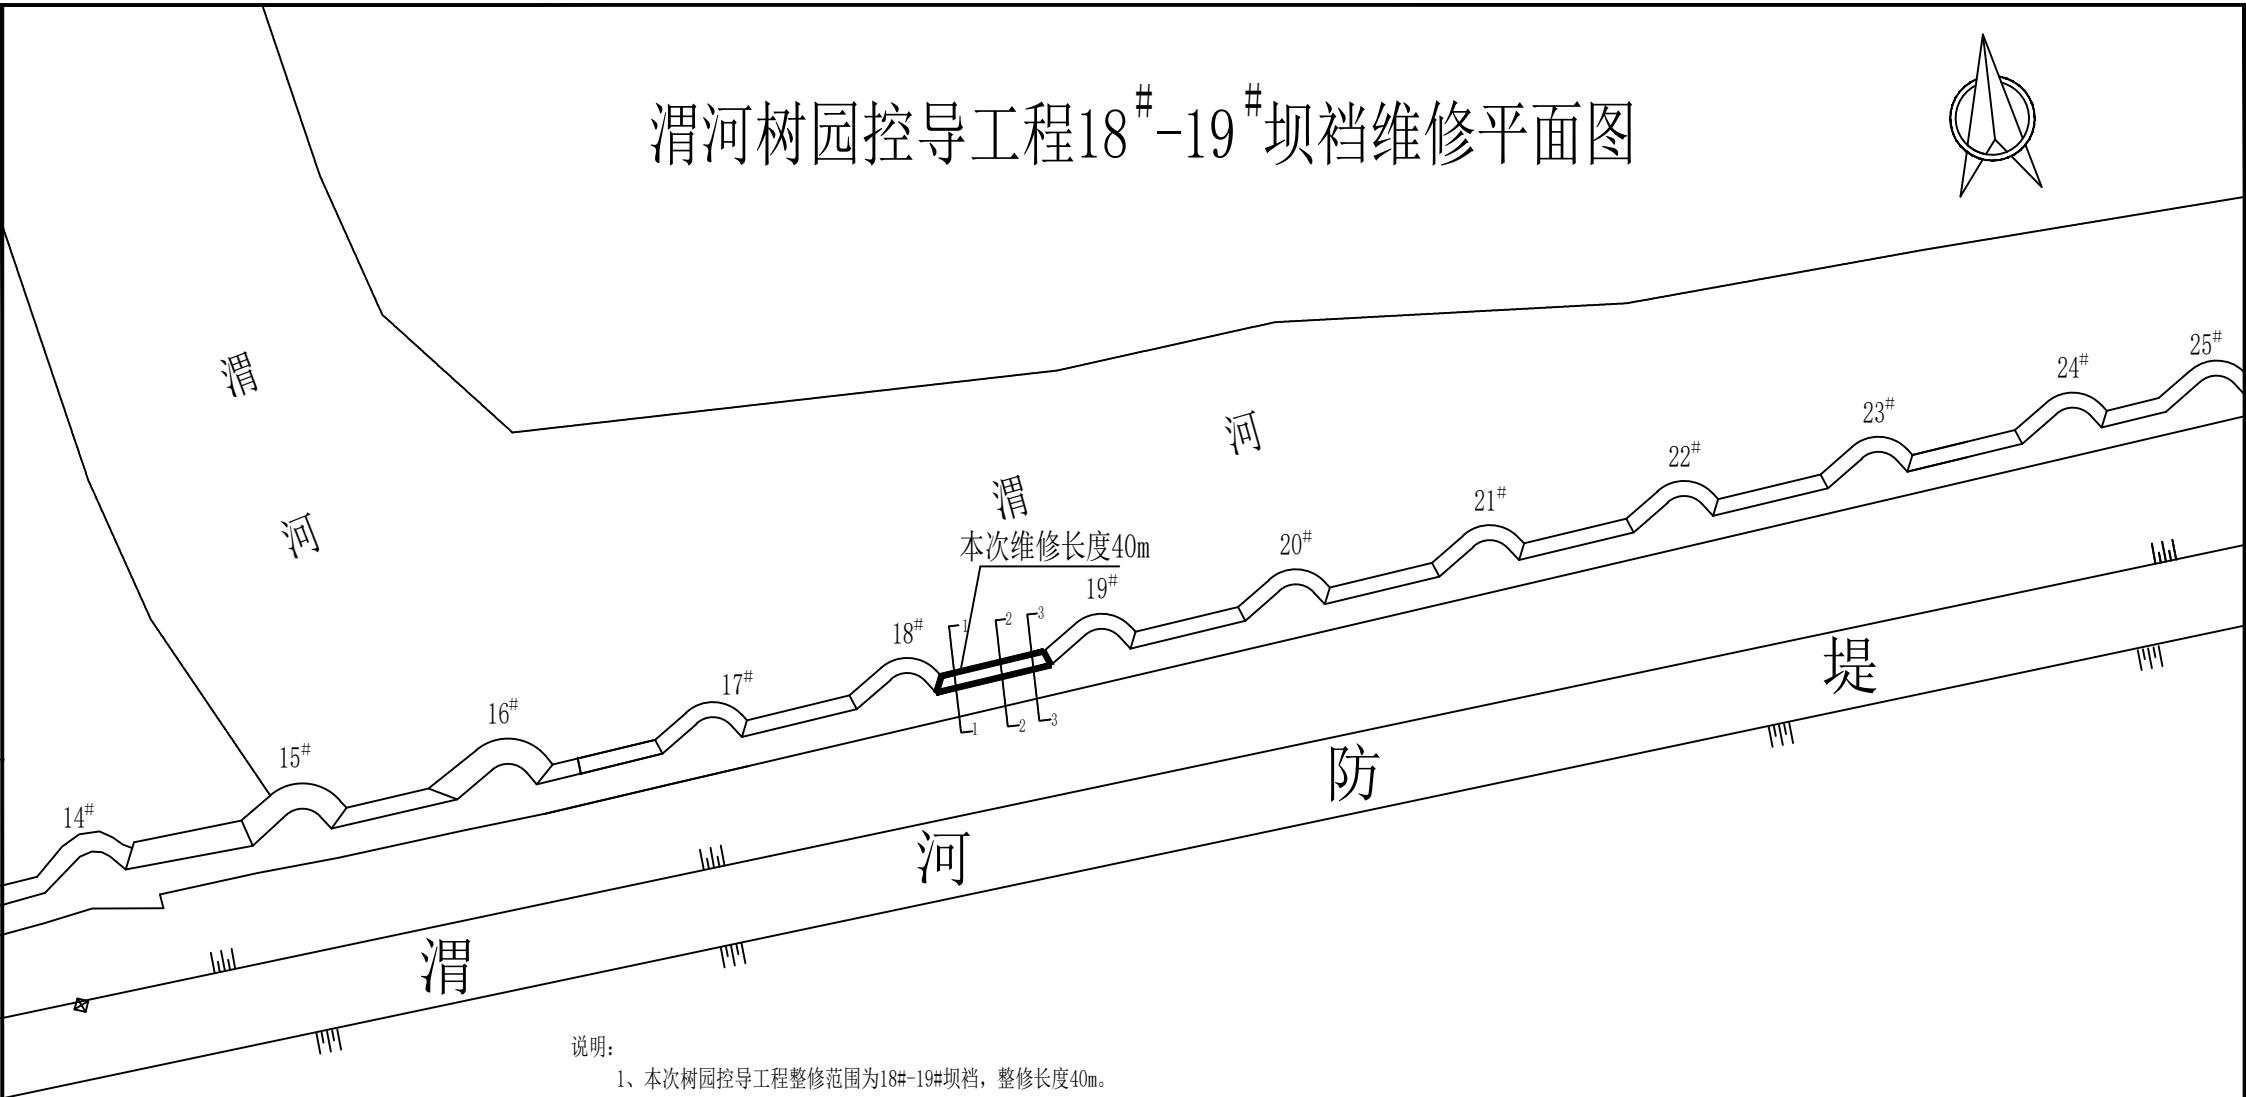 渭河树园控导工程18#-19#坝裆维修平面图
渭
河
渭
河
本次维修长度40m
14#
15#
16#
17#
18#
19#
20#
21#
22#
23#
24#
25#
1
2
3
1
2
3
渭
河
防
堤
说明:
1、本次树园控导工程整修范围为18#-19#坝裆，整修长度40m。